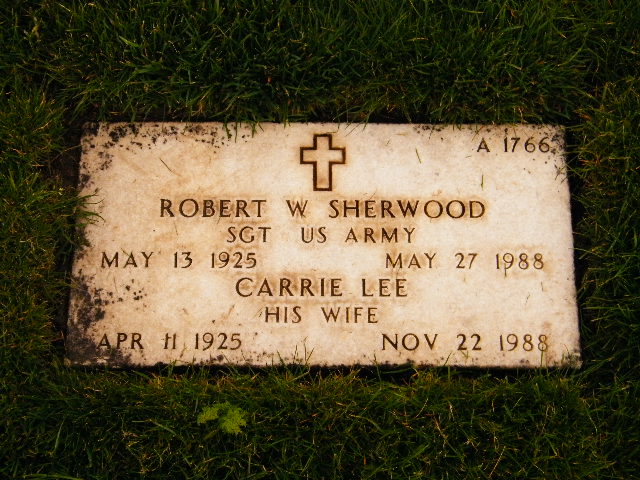 A 1766
ROBERT W SHERWOOD
SGT US ARMY
MAY 13 1925 MAY 27 1988
CARRIE LEE
HIS WIFE
APR 11 1925 NOV 22 1988